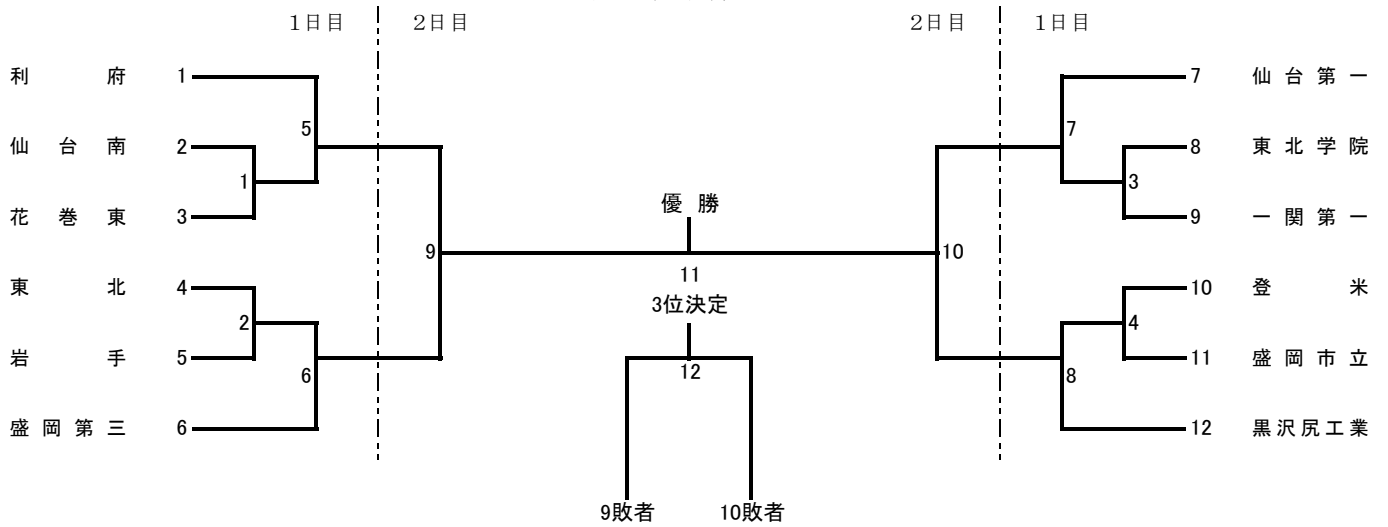 1日目 2日目 2日目 1日目
利府 1 7 仙台第一
5 7
仙台南 2 8 東北学院
1 3
花巻東 3 9 一関第一
優勝
9 10
11
東北 4 10 登米
3位決定
2 4
岩手 5 11 盛岡市立
6 12 8
盛岡第三 6 12 黒沢尻工業
9敗者 10敗者